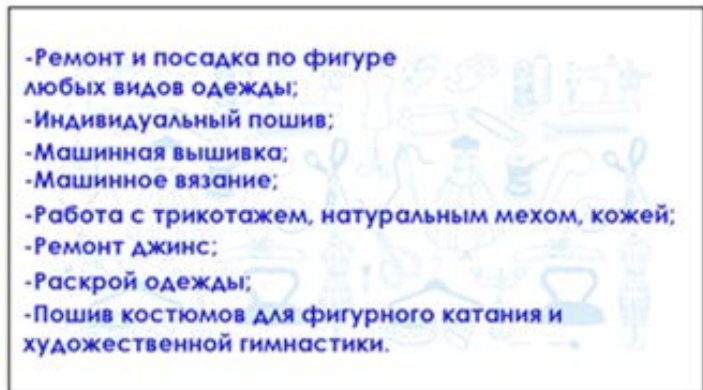 -Ремонт и посадка по фигуре
любых видов одежды;
-Индивидуальный пошив;
-Машинная вышивка;
-Машинное вязание;
-Работа с трикотажем, натуральным мехом, кожей;
-Ремонт джинс;
-Раскрой одежды;
-Пошив костюмов для фигурного катания и
художественной гимнастики.